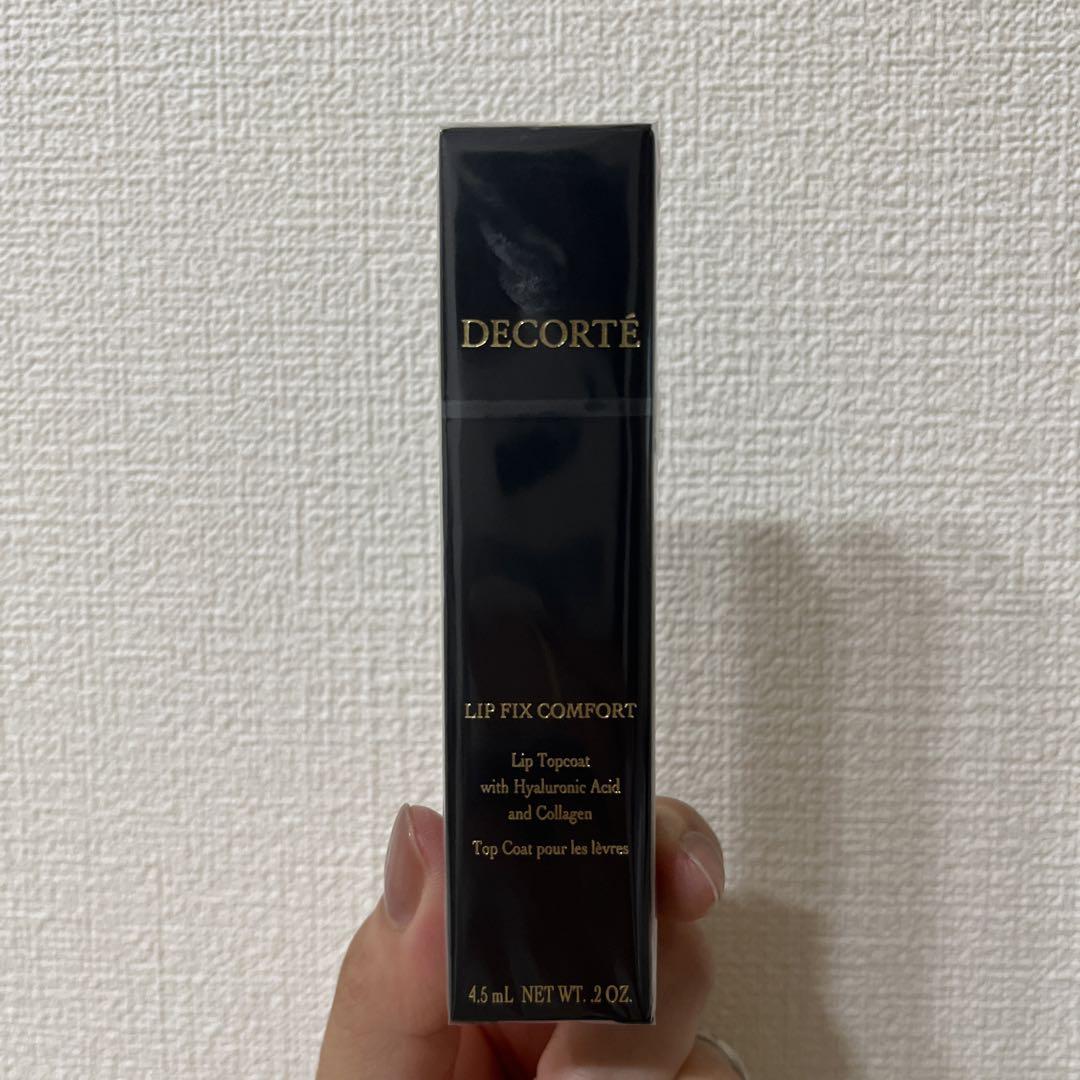 DECORTÉ
LIP FIX COMFORT
Lip Topcoat
with Hyaluronic Acid
and Collagen
Top Coat pour les lèvres
4.5 mL NET WT. .2 OZ.